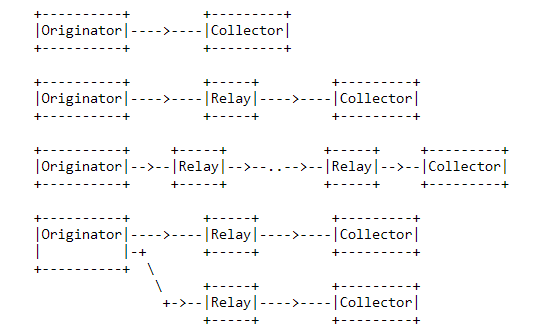 +----------+         +---------+
|Originator|---->----|Collector|
+----------+         +---------+

+----------+         +-----+         +---------+
|Originator|---->----|Relay|---->----|Collector|
+----------+         +-----+         +---------+

+----------+     +-----+            +-----+     +---------+
|Originator|-->--|Relay|-->--..-->--|Relay|-->--|Collector|
+----------+     +-----+            +-----+     +---------+

+----------+         +-----+         +---------+
|Originator|---->----|Relay|---->----|Collector|
|          |-+       +-----+         +---------+
+----------+  \
               \     +-----+         +---------+
                +->--|Relay|---->----|Collector|
                     +-----+         +---------+